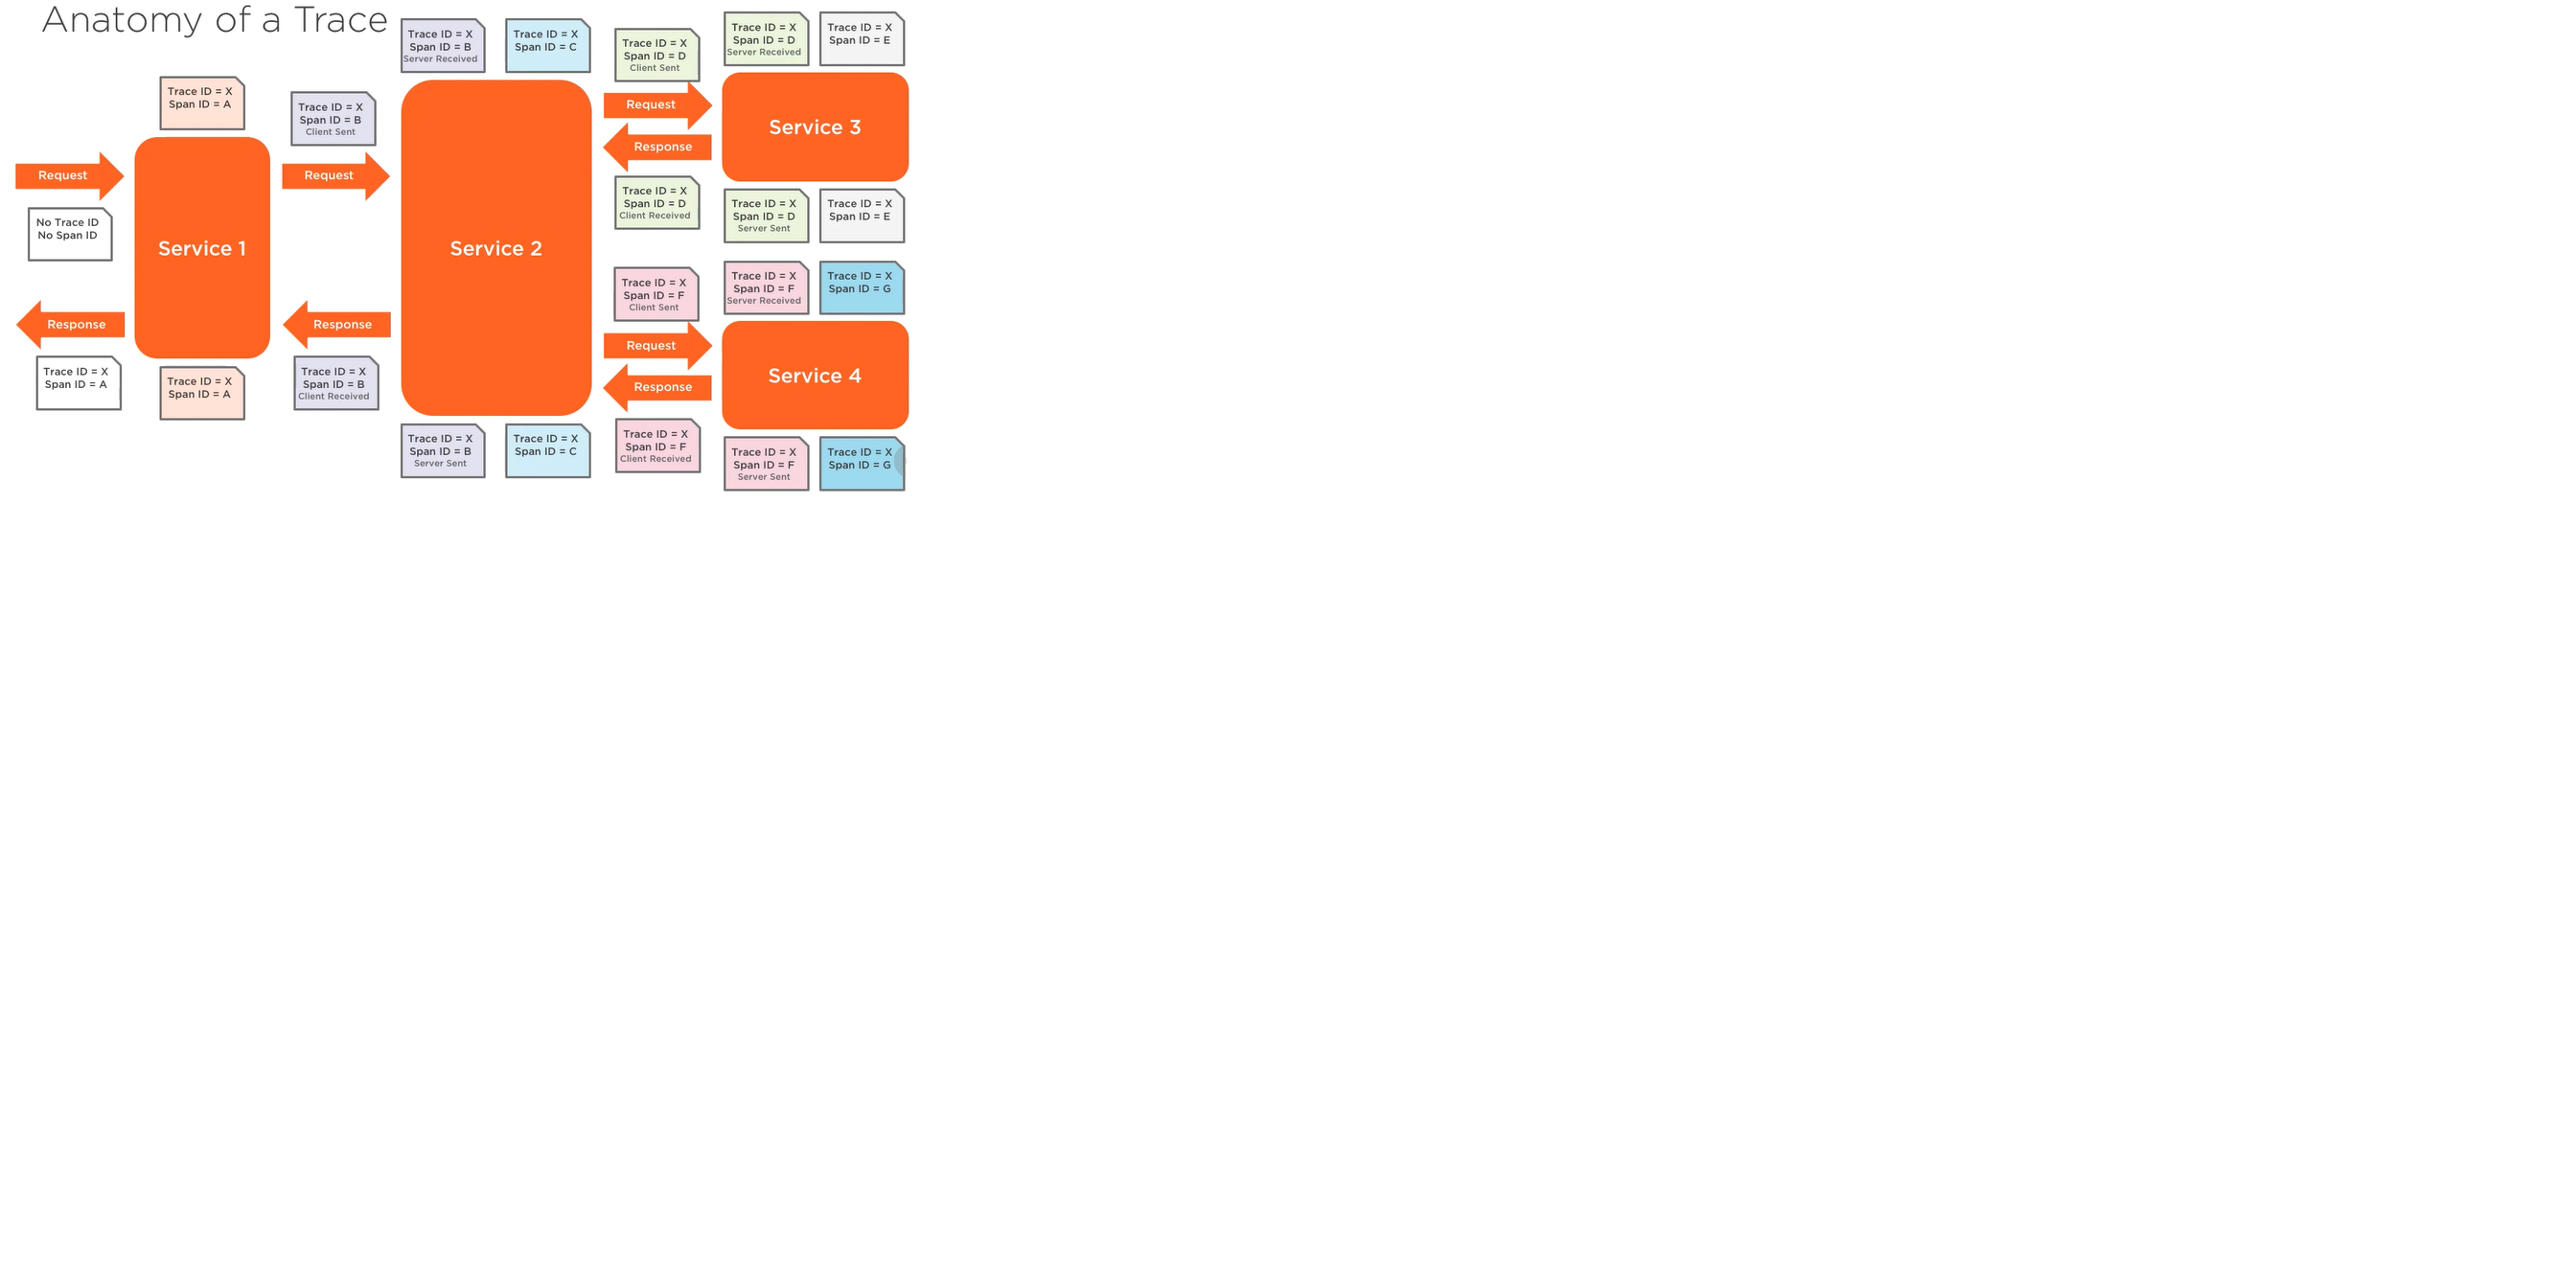 Anatomy of a Trace
Trace ID = X
Span ID = B
Server Received
Trace ID = X
Span ID = C
Trace ID = X
Span ID = D
Client Sent
Trace ID = X
Span ID = D
Server Received
Trace ID = X
Span ID = E
Trace ID = X
Span ID = A
Trace ID = X
Span ID = B
Client Sent
Request
Service 3
Response
Request
Request
Trace ID = X
Span ID = D
Client Received
Trace ID = X
Span ID = D
Server Sent
Trace ID = X
Span ID = E
No Trace ID
No Span ID
Service 1
Service 2
Trace ID = X
Span ID = F
Client Sent
Trace ID = X
Span ID = F
Server Received
Trace ID = X
Span ID = G
Response
Response
Request
Service 4
Response
Trace ID = X
Span ID = A
Trace ID = X
Span ID = A
Trace ID = X
Span ID = B
Client Received
Trace ID = X
Span ID = B
Server Sent
Trace ID = X
Span ID = C
Trace ID = X
Span ID = F
Client Received
Trace ID = X
Span ID = F
Server Sent
Trace ID = X
Span ID = G